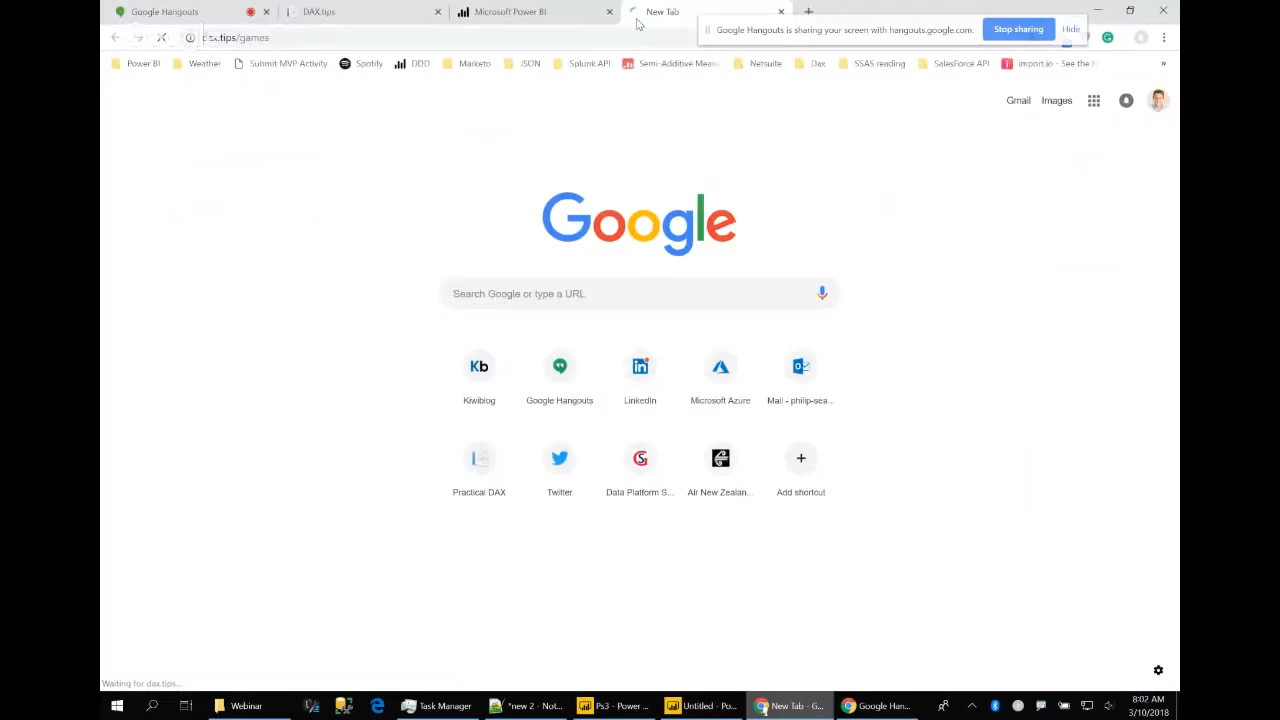 Google Hangouts
DAX.tips
Microsoft Power BI
New Tab
.tips/games
Google Hangouts is sharing your screen with hangouts.google.com.
Stop sharing
Hide
Power BI
Weather
Submit MVP Activity
Spotify
DDD
Marketo
JSON
Splunk API
Semi-Additive Meas
Netsuite
Dax
SSAS reading
SalesForce API
import.io - See the
»
Gmail Images
Google
Search Google or type a URL
Kb
Kiwiblog
Google Hangouts
LinkedIn
Microsoft Azure
Mail - philip-sea...
Practical DAX
Twitter
Data Platform S...
Air New Zealan...
Add shortcut
Waiting for dax.tips...
Webinar
Task Manager
*new 2 - Not...
Ps3 - Power ...
Untitled - Po...
New Tab - G...
Google Han...
8:02 AM
3/10/2018